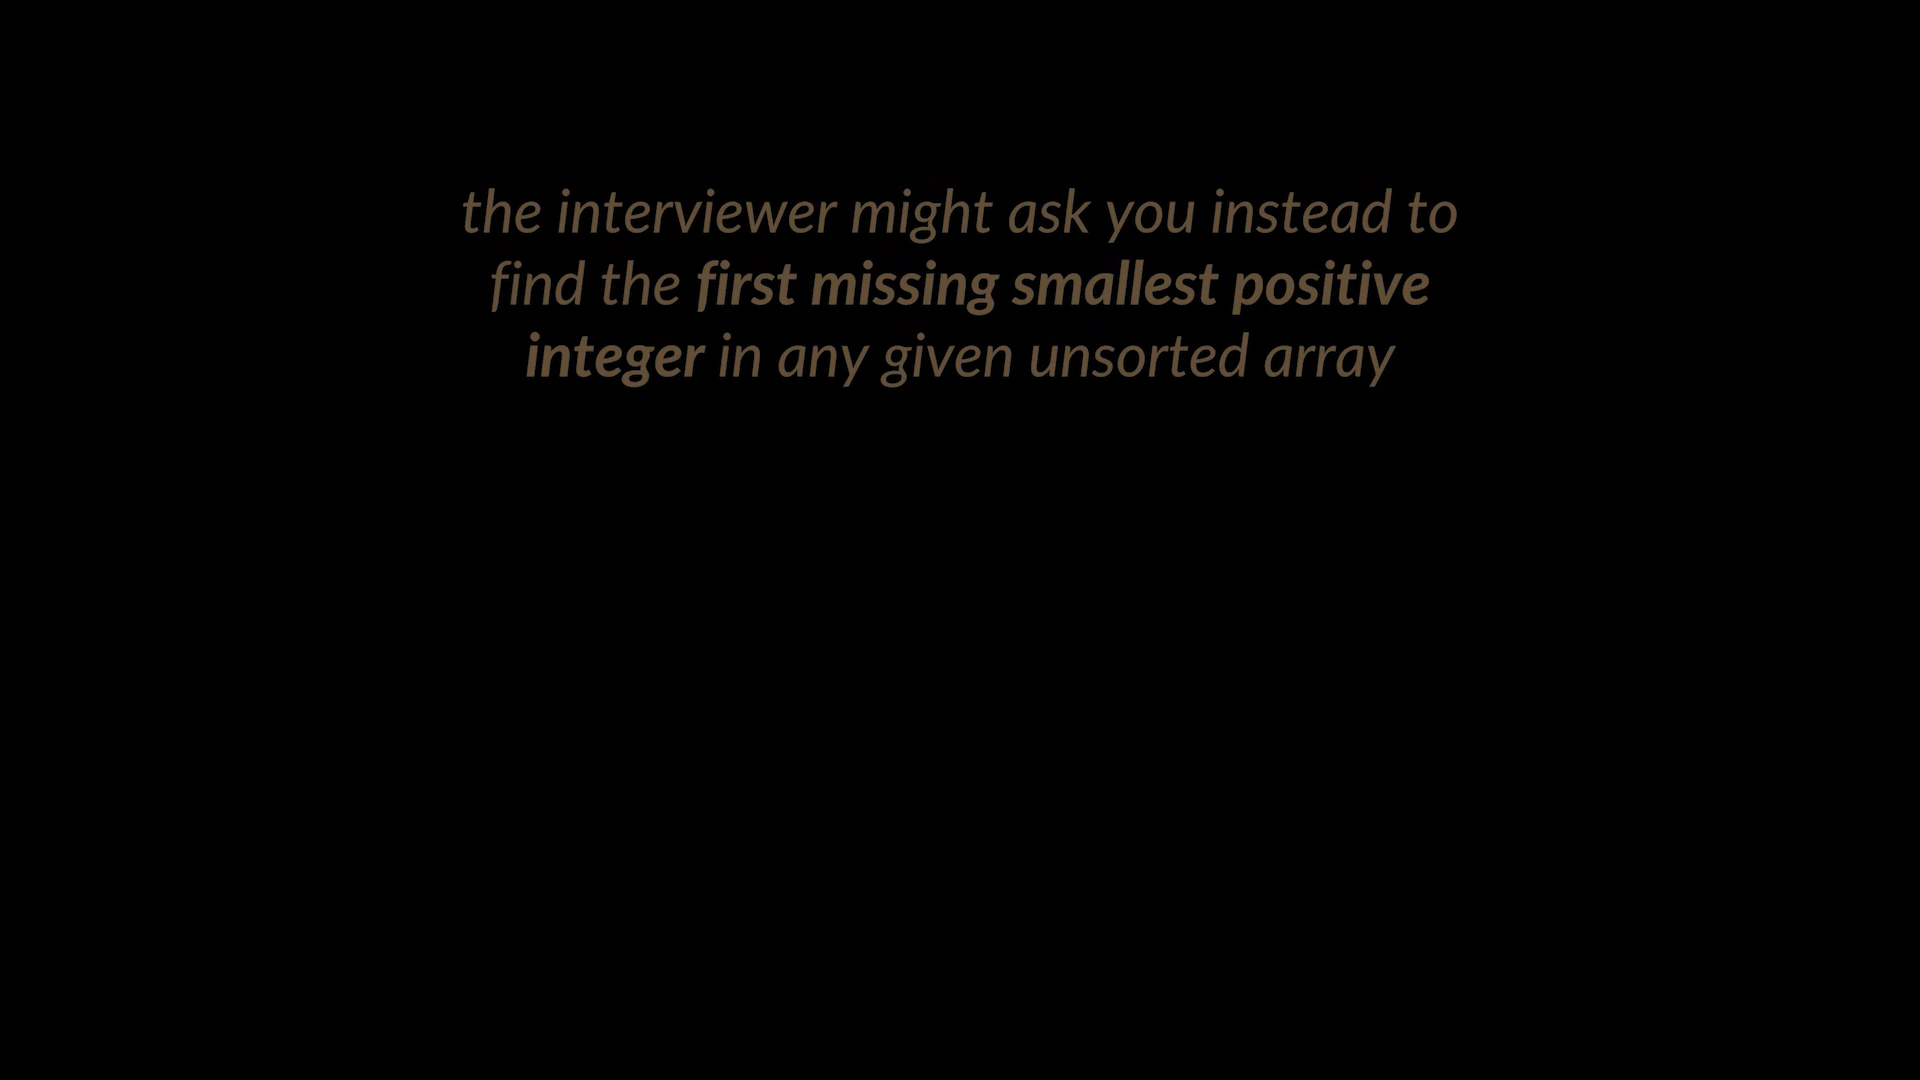 the interviewer might ask you instead to
find the first missing smallest positive
integer in any given unsorted array